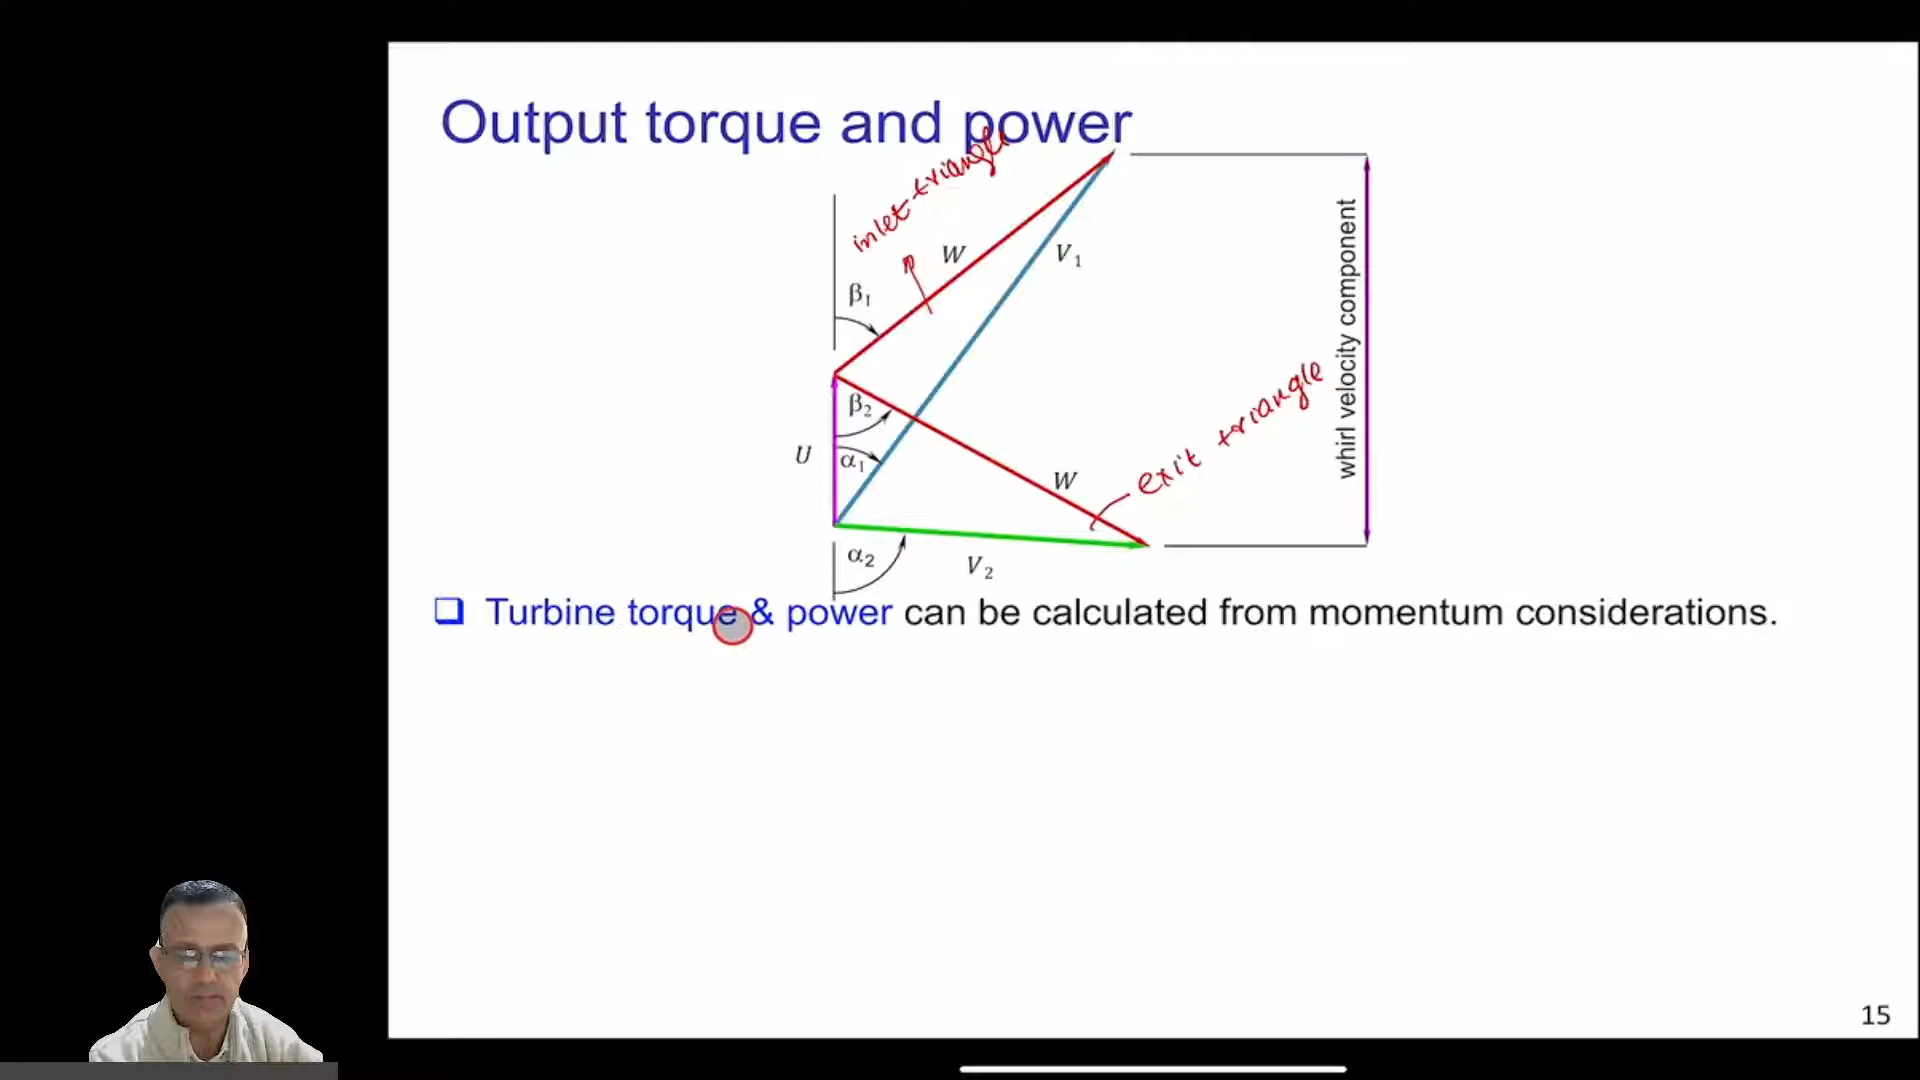 Output torque and power
inlet triangle
W
V1
β1
whirl velocity component
β2
exit triangle
U
α1
W
α2
V2
❑ Turbine torque & power can be calculated from momentum considerations.
15